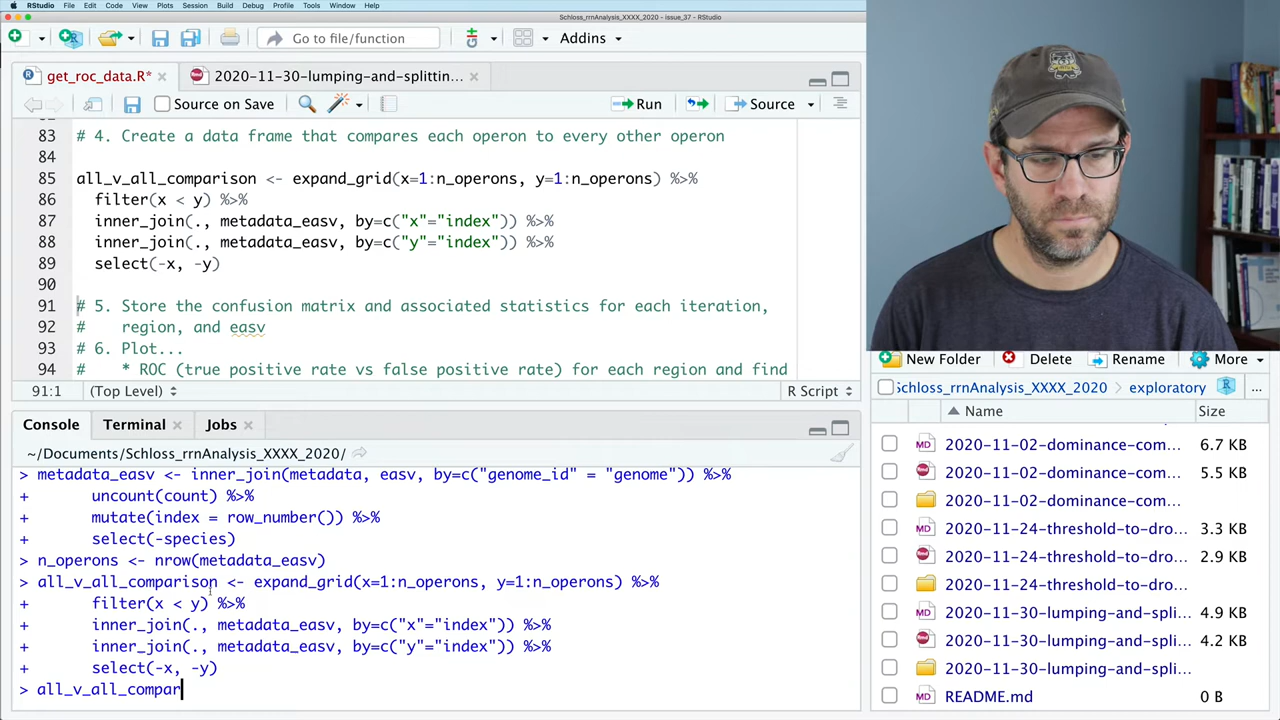 RStudio File Edit Code View Plots Session Build Debug Profile Tools Window Help
Schloss_rrnAnalysis_XXXX_2020 - issue_37 - RStudio
Go to file/function Addins
get_roc_data.R* 2020-11-30-lumping-and-splittin...
Source on Save Run Source
83 # 4. Create a data frame that compares each operon to every other operon
84
85 all_v_all_comparison <- expand_grid(x=1:n_operons, y=1:n_operons) %>%
86 filter(x < y) %>%
87 inner_join(., metadata_easv, by=c("x"="index")) %>%
88 inner_join(., metadata_easv, by=c("y"="index")) %>%
89 select(-x, -y)
90
91 # 5. Store the confusion matrix and associated statistics for each iteration,
92 # region, and easv
93 # 6. Plot...
94 # * ROC (true positive rate vs false positive rate) for each region and find
91:1 (Top Level) R Script
Console Terminal Jobs
~/Documents/Schloss_rrnAnalysis_XXXX_2020/
> metadata_easv <- inner_join(metadata, easv, by=c("genome_id" = "genome")) %>%
+ uncount(count) %>%
+ mutate(index = row_number()) %>%
+ select(-species)
> n_operons <- nrow(metadata_easv)
> all_v_all_comparison <- expand_grid(x=1:n_operons, y=1:n_operons) %>%
+ filter(x < y) %>%
+ inner_join(., metadata_easv, by=c("x"="index")) %>%
+ inner_join(., metadata_easv, by=c("y"="index")) %>%
+ select(-x, -y)
> all_v_all_compar
New Folder Delete Rename More
Schloss_rrnAnalysis_XXXX_2020 > exploratory ...
Name Size
2020-11-02-dominance-com... 6.7 KB
2020-11-02-dominance-com... 5.5 KB
2020-11-02-dominance-com...
2020-11-24-threshold-to-dro... 3.3 KB
2020-11-24-threshold-to-dro... 2.9 KB
2020-11-24-threshold-to-dro...
2020-11-30-lumping-and-spli... 4.9 KB
2020-11-30-lumping-and-spli... 4.2 KB
2020-11-30-lumping-and-spli...
README.md 0 B